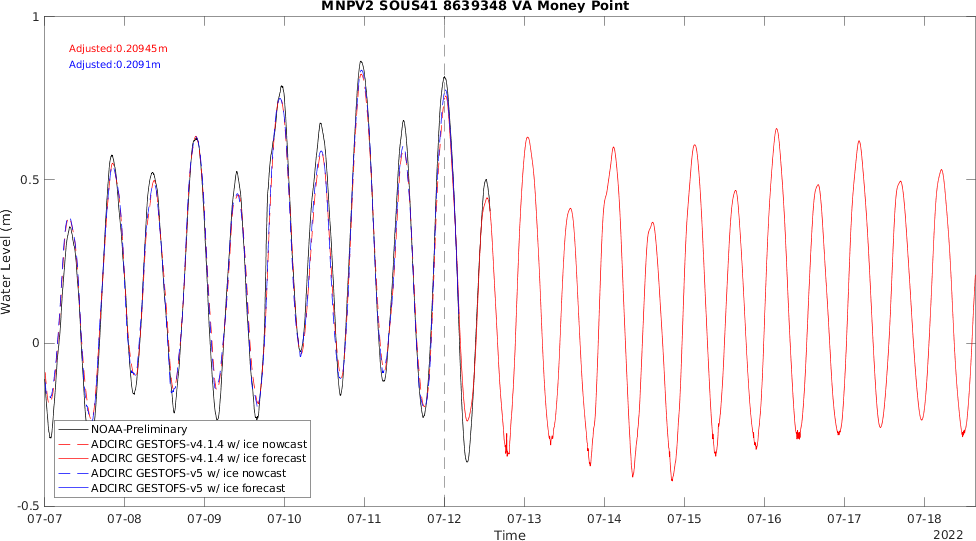 MNPV2 SOUS41 8639348 VA Money Point
Adjusted:0.20945m
Adjusted:0.2091m
1
0.5
0
-0.5
Water Level (m)
NOAA-Preliminary
ADCIRC GESTOFS-v4.1.4 w/ ice nowcast
ADCIRC GESTOFS-v4.1.4 w/ ice forecast
ADCIRC GESTOFS-v5 w/ ice nowcast
ADCIRC GESTOFS-v5 w/ ice forecast
07-07 07-08 07-09 07-10 07-11 07-12 07-13 07-14 07-15 07-16 07-17 07-18
Time
2022